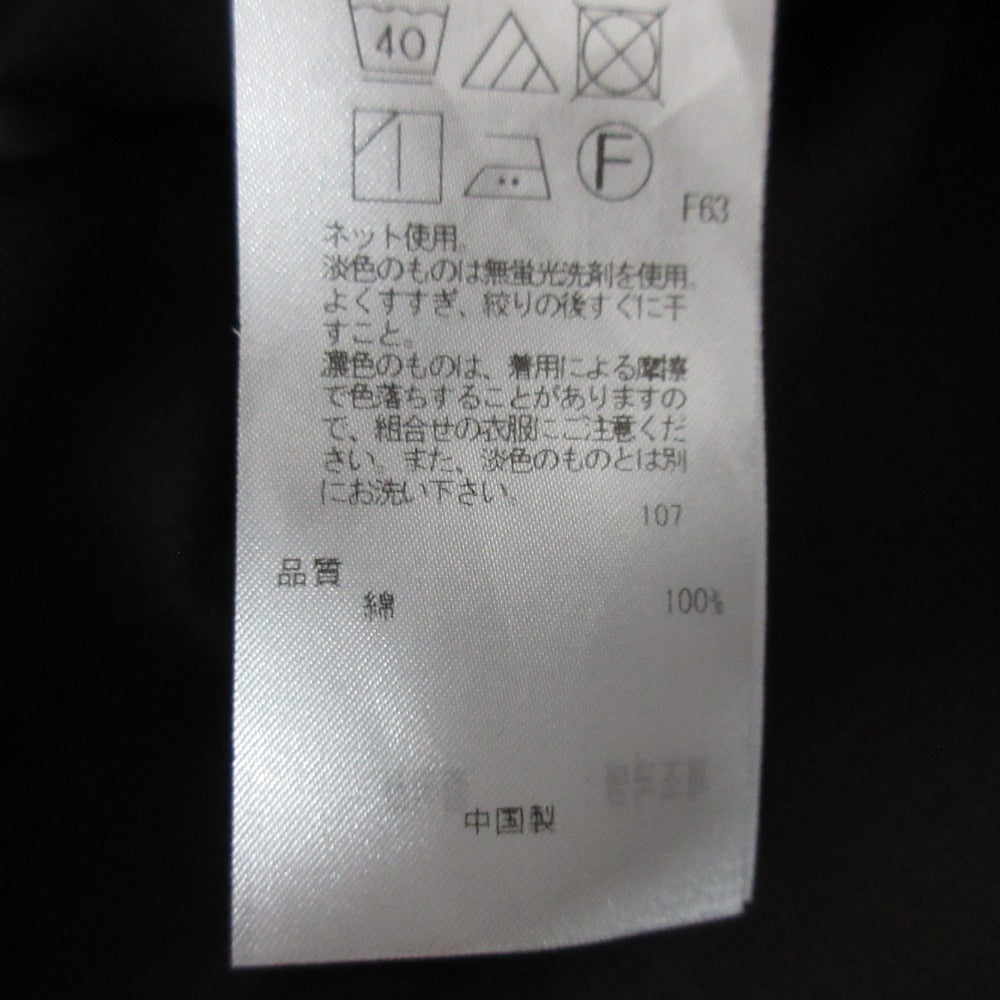 40
F
F63
ネット使用。
淡色のものは無蛍光洗剤を使用。
よくすすぎ、絞りの後すぐに干
すこと。
濃色のものは、着用による摩擦
で色落ちすることがありますの
で、組合せの衣服にご注意くだ
さい。また、淡色のものとは別
にお洗い下さい。
107
品質
綿 100%
中国製